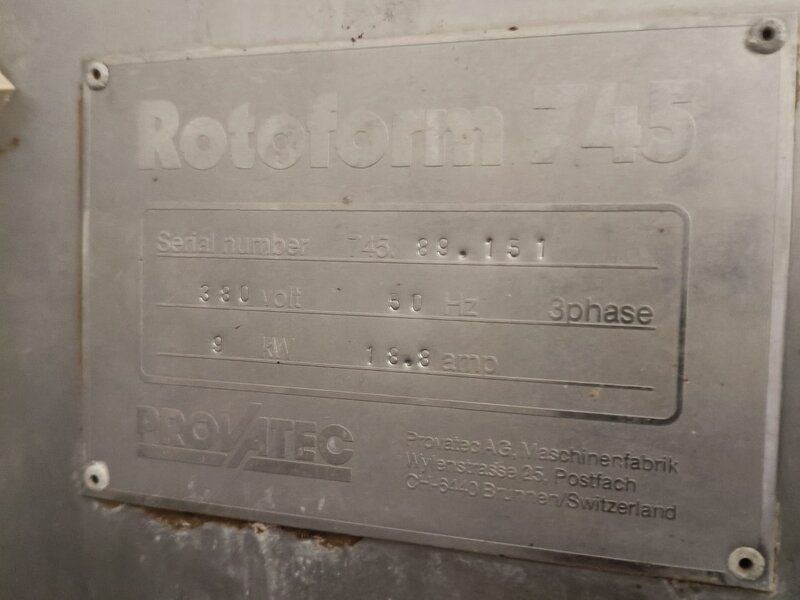 Rotoform 745
Serial number 745. 89.151
380 volt 50 Hz 3phase
9 kW 18.8 amp
PROVATEC
Provatec AG, Maschinenfabrik
Wylenstrasse 25, Postfach
CH-6440 Brunnen/Switzerland